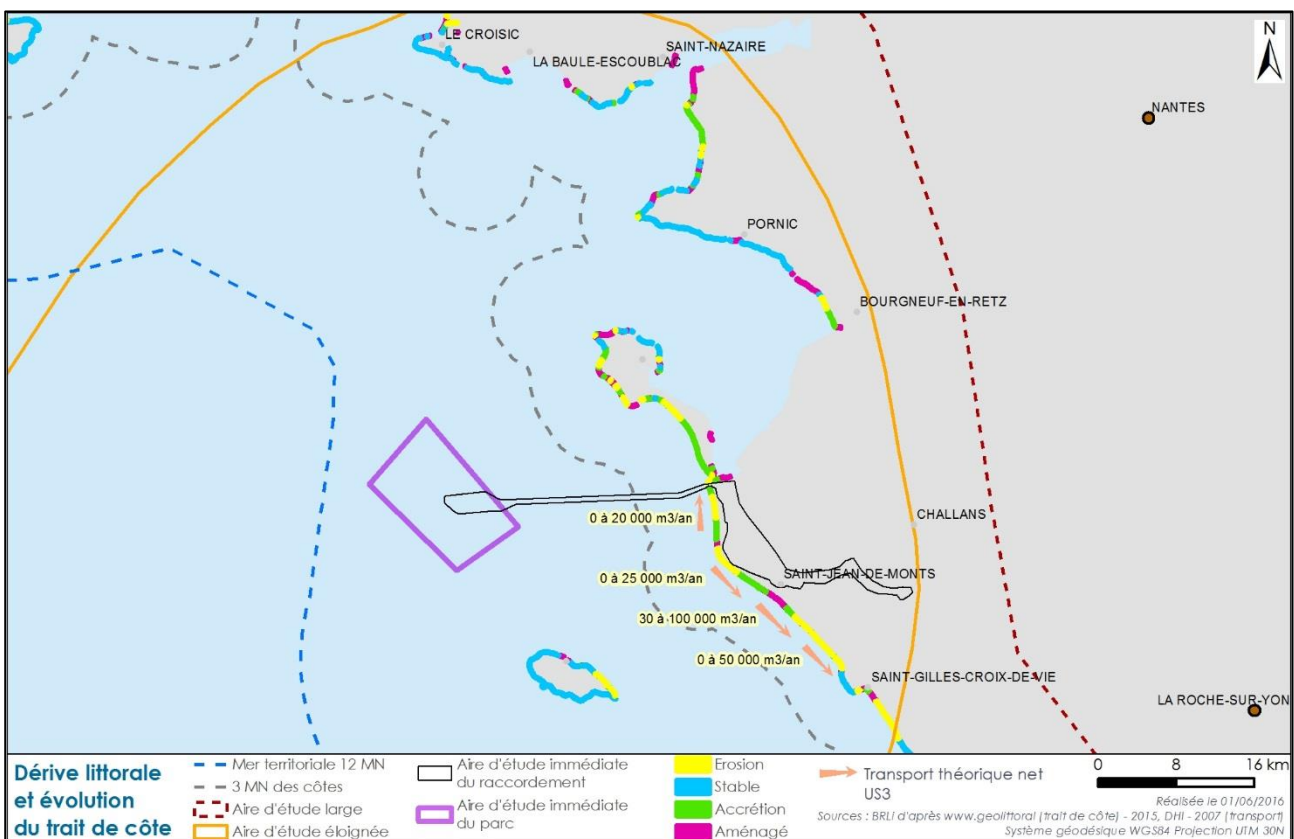 LE CROISIC
SAINT-NAZAIRE
LA BAULE-ESCOUBLAC
N
NANTES
PORNIC
BOURGNEUF-EN-RETZ
0 à 20 000 m3/an
CHALLANS
0 à 25 000 m3/an
SAINT-JEAN-DE-MONTS
30 à 100 000 m3/an
0 à 50 000 m3/an
SAINT-GILLES-CROIX-DE-VIE
LA ROCHE-SUR-YON
Dérive littorale
et évolution
du trait de côte
Mer territoriale 12 MN
3 MN des côtes
Aire d'étude large
Aire d'étude éloignée
Aire d'étude immédiate
du raccordement
Aire d'étude immédiate
du parc
Erosion
Stable
Accrétion
Aménagé
Transport théorique net
US3
0 8 16 km
Réalisée le 01/06/2016
Sources : BRLI d'après www.geolittoral (trait de côte) - 2015, DHI - 2007 (transport)
Système géodésique WGS84 Projection UTM 30N